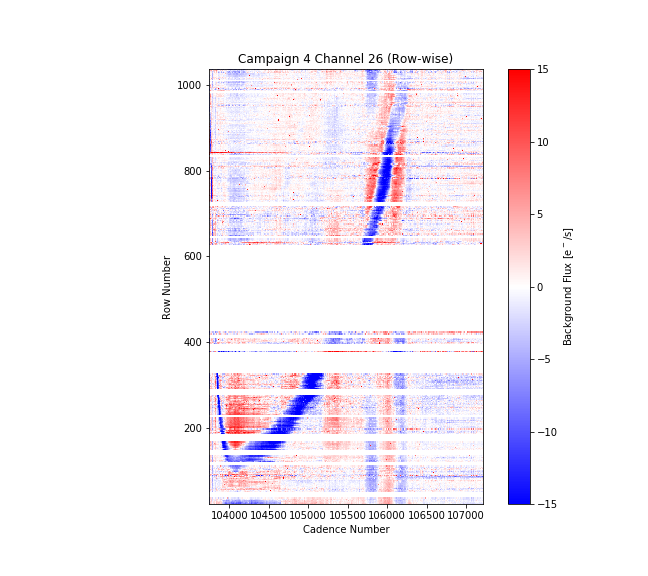 Campaign 4 Channel 26 (Row-wise)
1000
800
600
400
200
Row Number
104000 104500 105000 105500 106000 106500 107000
Cadence Number
15
10
5
0
−5
−10
−15
Background Flux [e⁻/s]